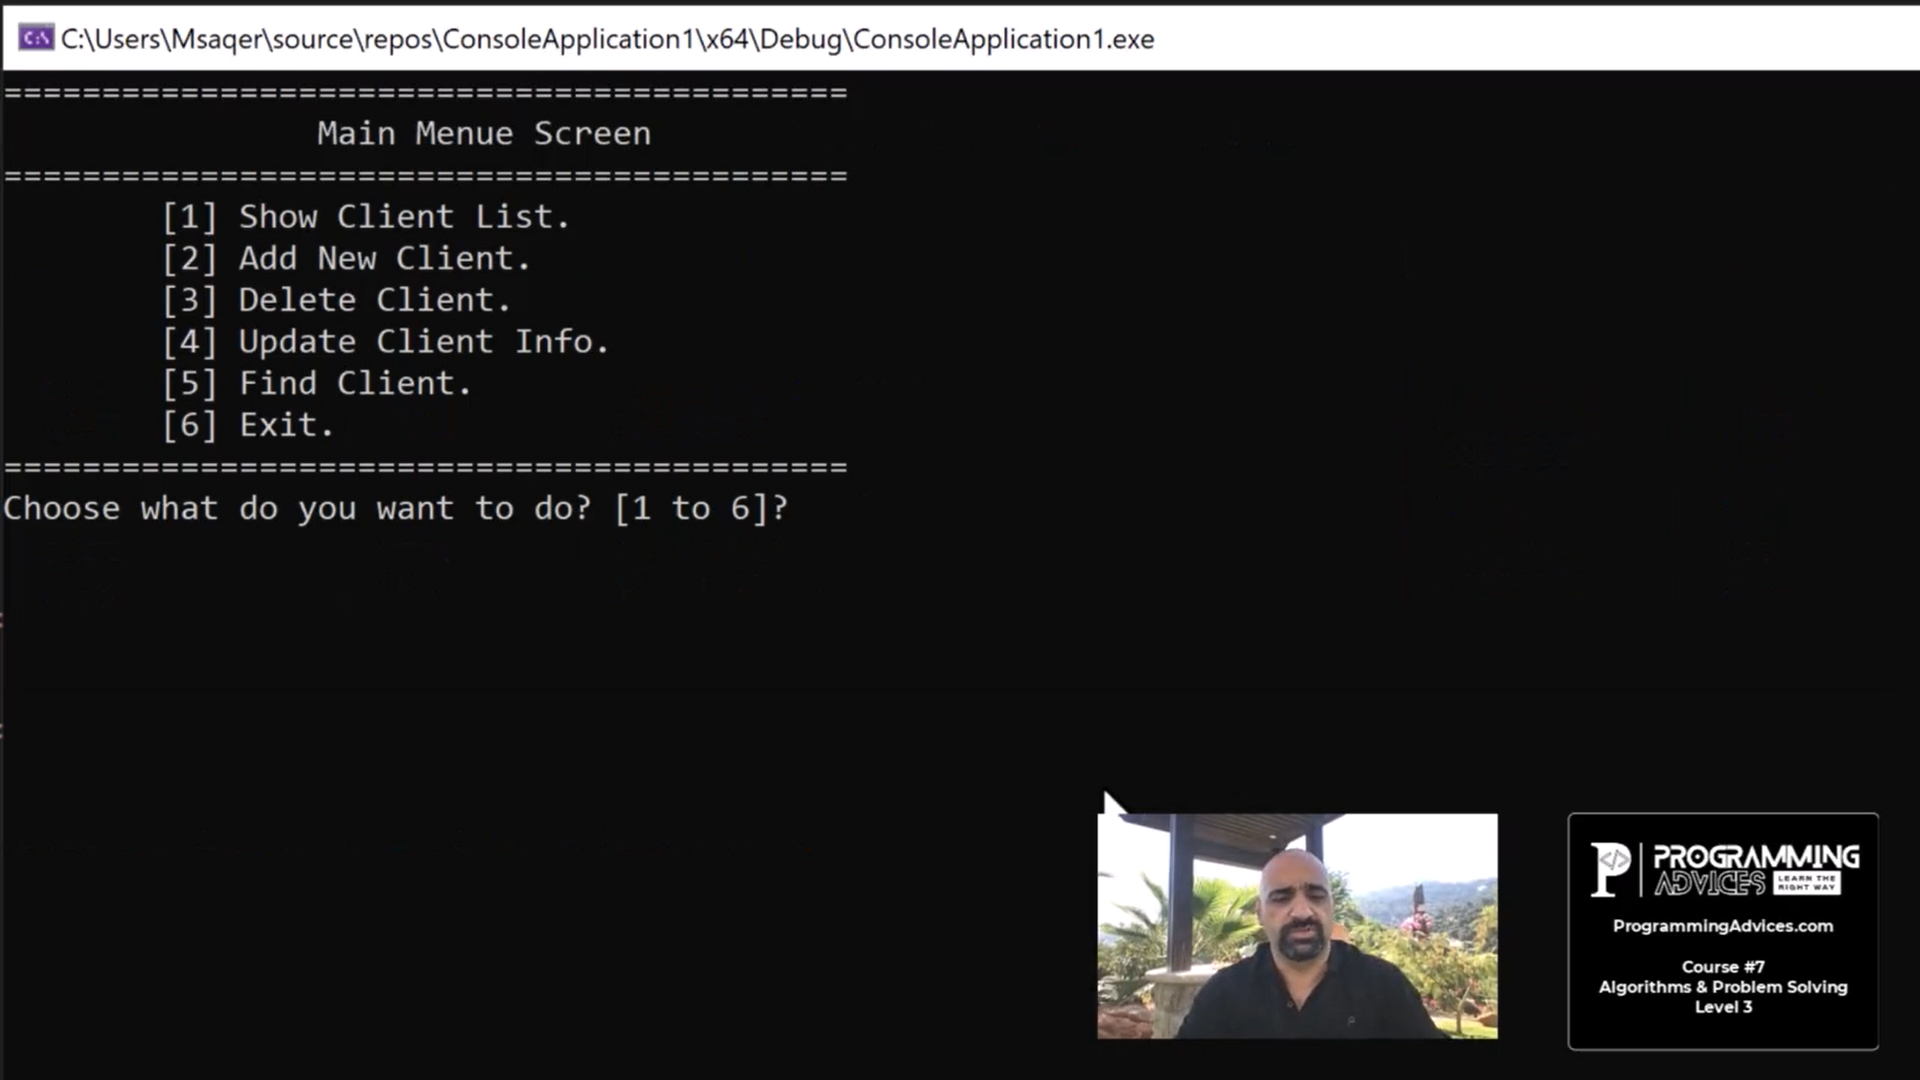 C:\Users\Msaqer\source\repos\ConsoleApplication1\x64\Debug\ConsoleApplication1.exe
===========================================
Main Menue Screen
===========================================
[1] Show Client List.
[2] Add New Client.
[3] Delete Client.
[4] Update Client Info.
[5] Find Client.
[6] Exit.
===========================================
Choose what do you want to do? [1 to 6]?
PROGRAMMING
ADVICES
LEARN THE
RIGHT WAY
ProgrammingAdvices.com
Course #7
Algorithms & Problem Solving
Level 3